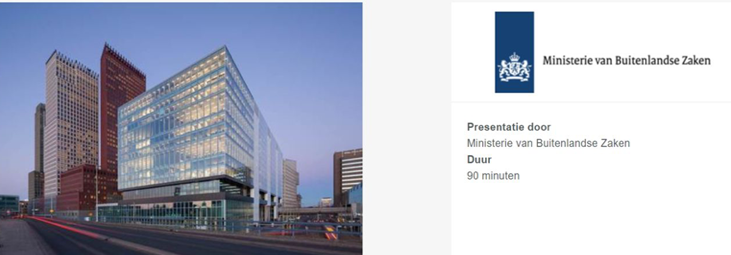 Ministerie van Buitenlandse Zaken
Presentatie door
Ministerie van Buitenlandse Zaken
Duur
90 minuten